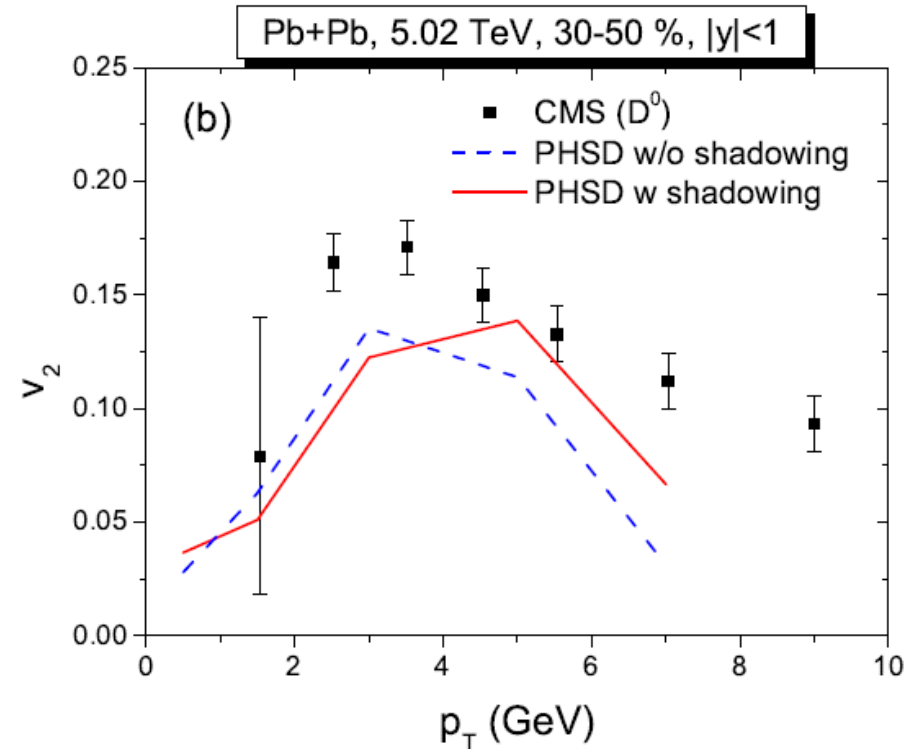 Pb+Pb, 5.02 TeV, 30-50 %, |y|<1
(b)
CMS (D⁰)
PHSD w/o shadowing
PHSD w shadowing
0.25
0.20
0.15
0.10
0.05
0.00
v₂
0 2 4 6 8 10
p_T (GeV)